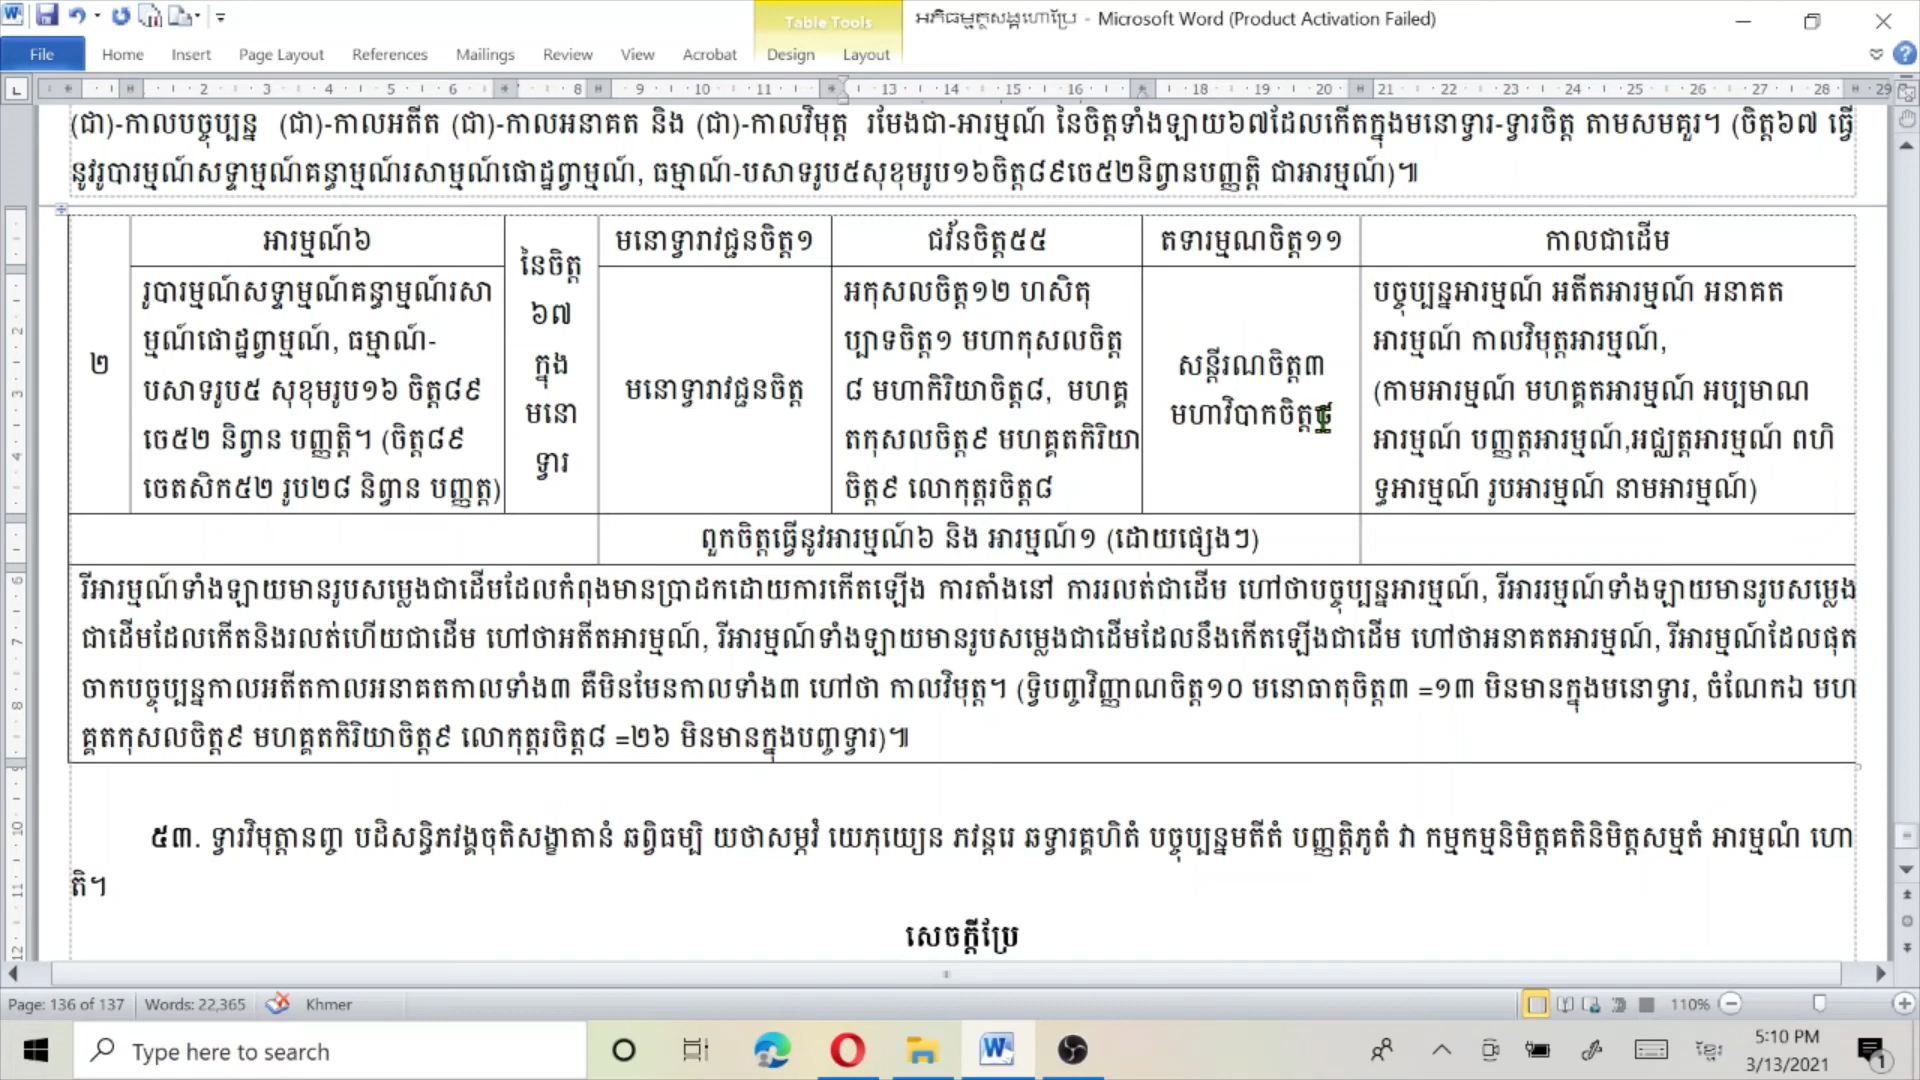 អភិធម្មត្ថសង្គហោប្រែ - Microsoft Word (Product Activation Failed)
Table Tools
File Home Insert Page Layout References Mailings Review View Acrobat Design Layout
(ជា)-កាលបច្ចុប្បន្ន (ជា)-កាលអតីត (ជា)-កាលអនាគត និង (ជា)-កាលវិមុត្ត រមែងជា-អារម្មណ៍ នៃចិត្តទាំងឡាយ៦៧ដែលកើតក្នុងមនោទ្វារ-ទ្វារចិត្ត តាមសមគួរ។ (ចិត្ត៦៧ ធ្វើ
នូវរូបារម្មណ៍សទ្ទាម្មណ៍គន្ធាម្មណ៍រសាម្មណ៍ផោដ្ឋព្វាម្មណ៍, ធម្មាណ៍-បសាទរូប៥សុខុមរូប១៦ចិត្ត៨៩ចេ៥២និព្វានបញ្ញត្តិ ជាអារម្មណ៍)៕
អារម្មណ៍៦
មនោទ្វារាវជ្ជនចិត្ត១
ជវនចិត្ត៥៥
តទារម្មណចិត្ត១១
កាលជាដើម
២
រូបារម្មណ៍សទ្ទាម្មណ៍គន្ធាម្មណ៍រសា
ម្មណ៍ផោដ្ឋព្វាម្មណ៍, ធម្មាណ៍-
បសាទរូប៥ សុខុមរូប១៦ ចិត្ត៨៩
ចេ៥២ និព្វាន បញ្ញត្តិ។ (ចិត្ត៨៩
ចេតសិក៥២ រូប២៨ និព្វាន បញ្ញត្ត)
នៃចិត្ត
៦៧
ក្នុង
មនោ
ទ្វារ
មនោទ្វារាវជ្ជនចិត្ត
អកុសលចិត្ត១២ ហសិតុ
ប្បាទចិត្ត១ មហាកុសលចិត្ត
៨ មហាកិរិយាចិត្ត៨, មហគ្គ
តកុសលចិត្ត៩ មហគ្គតកិរិយា
ចិត្ត៩ លោកុត្តរចិត្ត៨
សន្តីរណចិត្ត៣
មហាវិបាកចិត្ត៨
បច្ចុប្បន្នអារម្មណ៍ អតីតអារម្មណ៍ អនាគត
អារម្មណ៍ កាលវិមុត្តអារម្មណ៍,
(កាមអារម្មណ៍ មហគ្គតអារម្មណ៍ អប្បមាណ
អារម្មណ៍ បញ្ញត្តអារម្មណ៍,អជ្ឈត្តអារម្មណ៍ ពហិ
ទ្ធអារម្មណ៍ រូបអារម្មណ៍ នាមអារម្មណ៍)
ពួកចិត្តធ្វើនូវអារម្មណ៍៦ និង អារម្មណ៍១ (ដោយផ្សេងៗ)
រីអារម្មណ៍ទាំងឡាយមានរូបសម្លេងជាដើមដែលកំពុងមានប្រាដកដោយការកើតឡើង ការតាំងនៅ ការរលត់ជាដើម ហៅថាបច្ចុប្បន្នអារម្មណ៍, រីអារម្មណ៍ទាំងឡាយមានរូបសម្លេង
ជាដើមដែលកើតនិងរលត់ហើយជាដើម ហៅថាអតីតអារម្មណ៍, រីអារម្មណ៍ទាំងឡាយមានរូបសម្លេងជាដើមដែលនឹងកើតឡើងជាដើម ហៅថាអនាគតអារម្មណ៍, រីអារម្មណ៍ដែលផុត
ចាកបច្ចុប្បន្នកាលអតីតកាលអនាគតកាលទាំង៣ គឺមិនមែនកាលទាំង៣ ហៅថា កាលវិមុត្ត។ (ទ្វិបញ្ចវិញ្ញាណចិត្ត១០ មនោធាតុចិត្ត៣ =១៣ មិនមានក្នុងមនោទ្វារ, ចំណែកឯ មហ
គ្គតកុសលចិត្ត៩ មហគ្គតកិរិយាចិត្ត៩ លោកុត្តរចិត្ត៨ =២៦ មិនមានក្នុងបញ្ចទ្វារ)៕
៥៣. ទ្វារវិមុត្តានញ្ច បដិសន្ធិភវង្គចុតិសង្ខាតានំ ឆព្វិធម្បិ យថាសម្ភវំ យេភុយ្យេន ភវន្តរេ ឆទ្វារគ្គហិតំ បច្ចុប្បន្នមតីតំ បញ្ញត្តិភូតំ វា កម្មកម្មនិមិត្តគតិនិមិត្តសម្មតំ អារម្មណំ ហោ
តិ។
សេចក្តីប្រែ
Page: 136 of 137 Words: 22,365 Khmer 110%
Type here to search
5:10 PM
3/13/2021